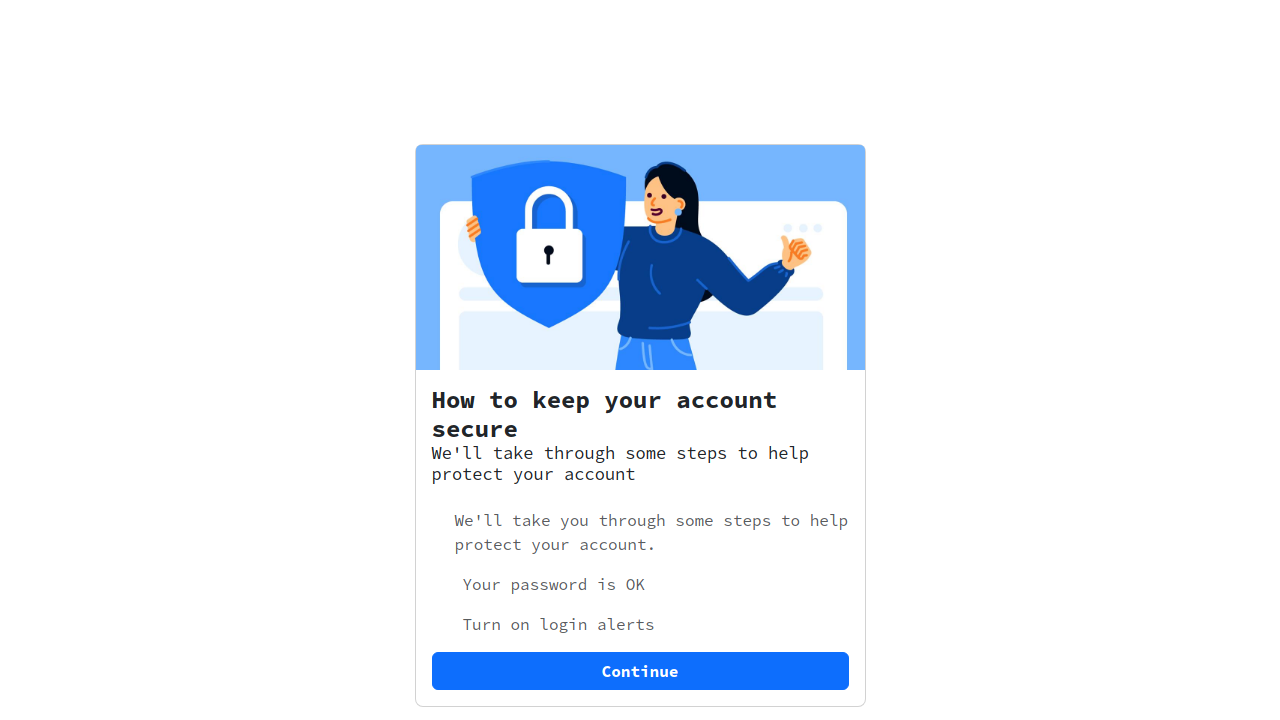 How to keep your account
secure
We'll take through some steps to help
protect your account
We'll take you through some steps to help
protect your account.
Your password is OK
Turn on login alerts
Continue